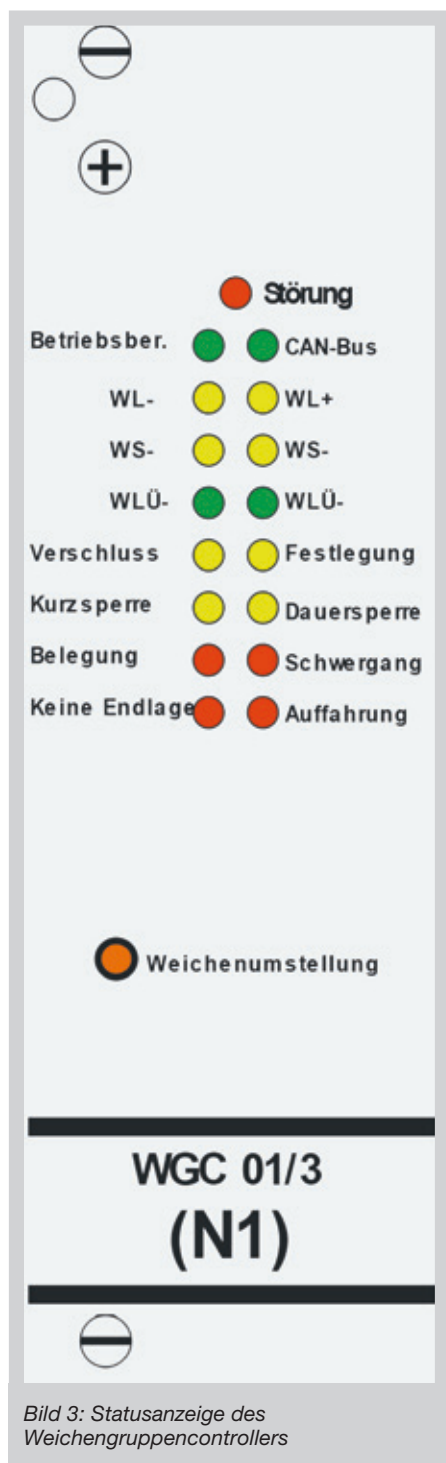 Störung
Betriebsber. CAN-Bus
WL- WL+
WS- WS-
WLÜ- WLÜ-
Verschluss Festlegung
Kurzsperre Dauersperre
Belegung Schwergang
Keine Endlage Auffahrung
Weichenumstellung
WGC 01/3
(N1)
Bild 3: Statusanzeige des
Weichengruppencontrollers